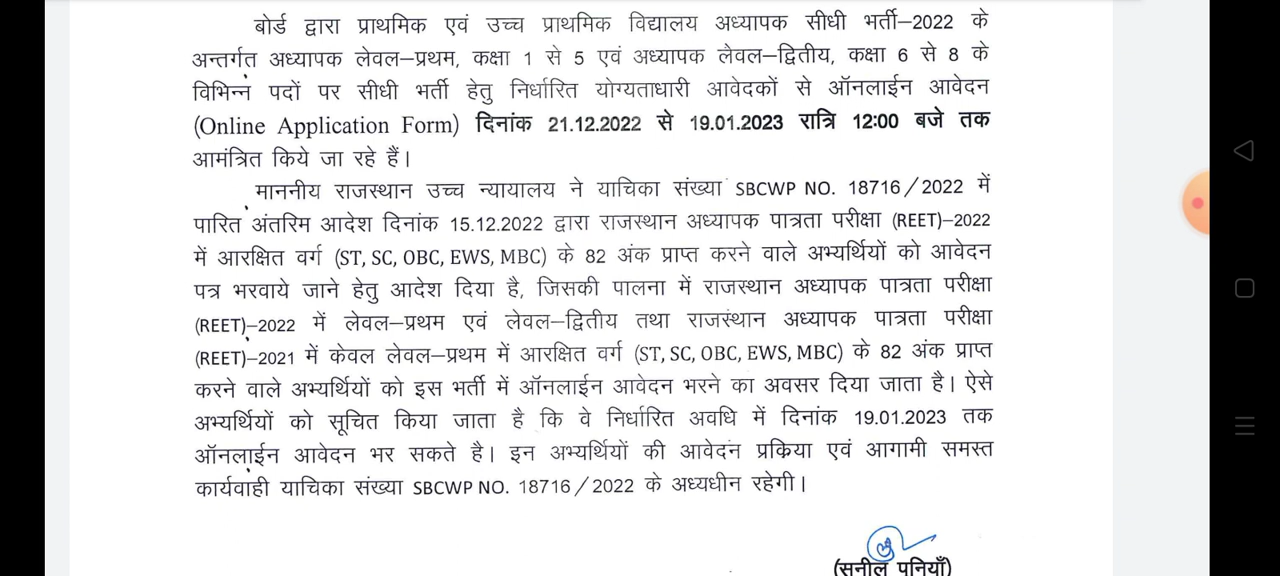 बोर्ड द्वारा प्राथमिक एवं उच्च प्राथमिक विद्यालय अध्यापक सीधी भर्ती–2022 के
अन्तर्गत अध्यापक लेवल–प्रथम, कक्षा 1 से 5 एवं अध्यापक लेवल–द्वितीय, कक्षा 6 से 8 के
विभिन्न पदों पर सीधी भर्ती हेतु निर्धारित योग्यताधारी आवेदकों से ऑनलाईन आवेदन
(Online Application Form) दिनांक 21.12.2022 से 19.01.2023 रात्रि 12:00 बजे तक
आमंत्रित किये जा रहे हैं।
माननीय राजस्थान उच्च न्यायालय ने याचिका संख्या SBCWP NO. 18716/2022 में
पारित अंतरिम आदेश दिनांक 15.12.2022 द्वारा राजस्थान अध्यापक पात्रता परीक्षा (REET)–2022
में आरक्षित वर्ग (ST, SC, OBC, EWS, MBC) के 82 अंक प्राप्त करने वाले अभ्यर्थियों को आवेदन
पत्र भरवाये जाने हेतु आदेश दिया है, जिसकी पालना में राजस्थान अध्यापक पात्रता परीक्षा
(REET)–2022 में लेवल–प्रथम एवं लेवल–द्वितीय तथा राजस्थान अध्यापक पात्रता परीक्षा
(REET)–2021 में केवल लेवल–प्रथम में आरक्षित वर्ग (ST, SC, OBC, EWS, MBC) के 82 अंक प्राप्त
करने वाले अभ्यर्थियों को इस भर्ती में ऑनलाईन आवेदन भरने का अवसर दिया जाता है। ऐसे
अभ्यर्थियों को सूचित किया जाता है कि वे निर्धारित अवधि में दिनांक 19.01.2023 तक
ऑनलाईन आवेदन भर सकते है। इन अभ्यर्थियों की आवेदन प्रकिया एवं आगामी समस्त
कार्यवाही याचिका संख्या SBCWP NO. 18716/2022 के अध्यधीन रहेगी।
(सुनील पूनियाँ)